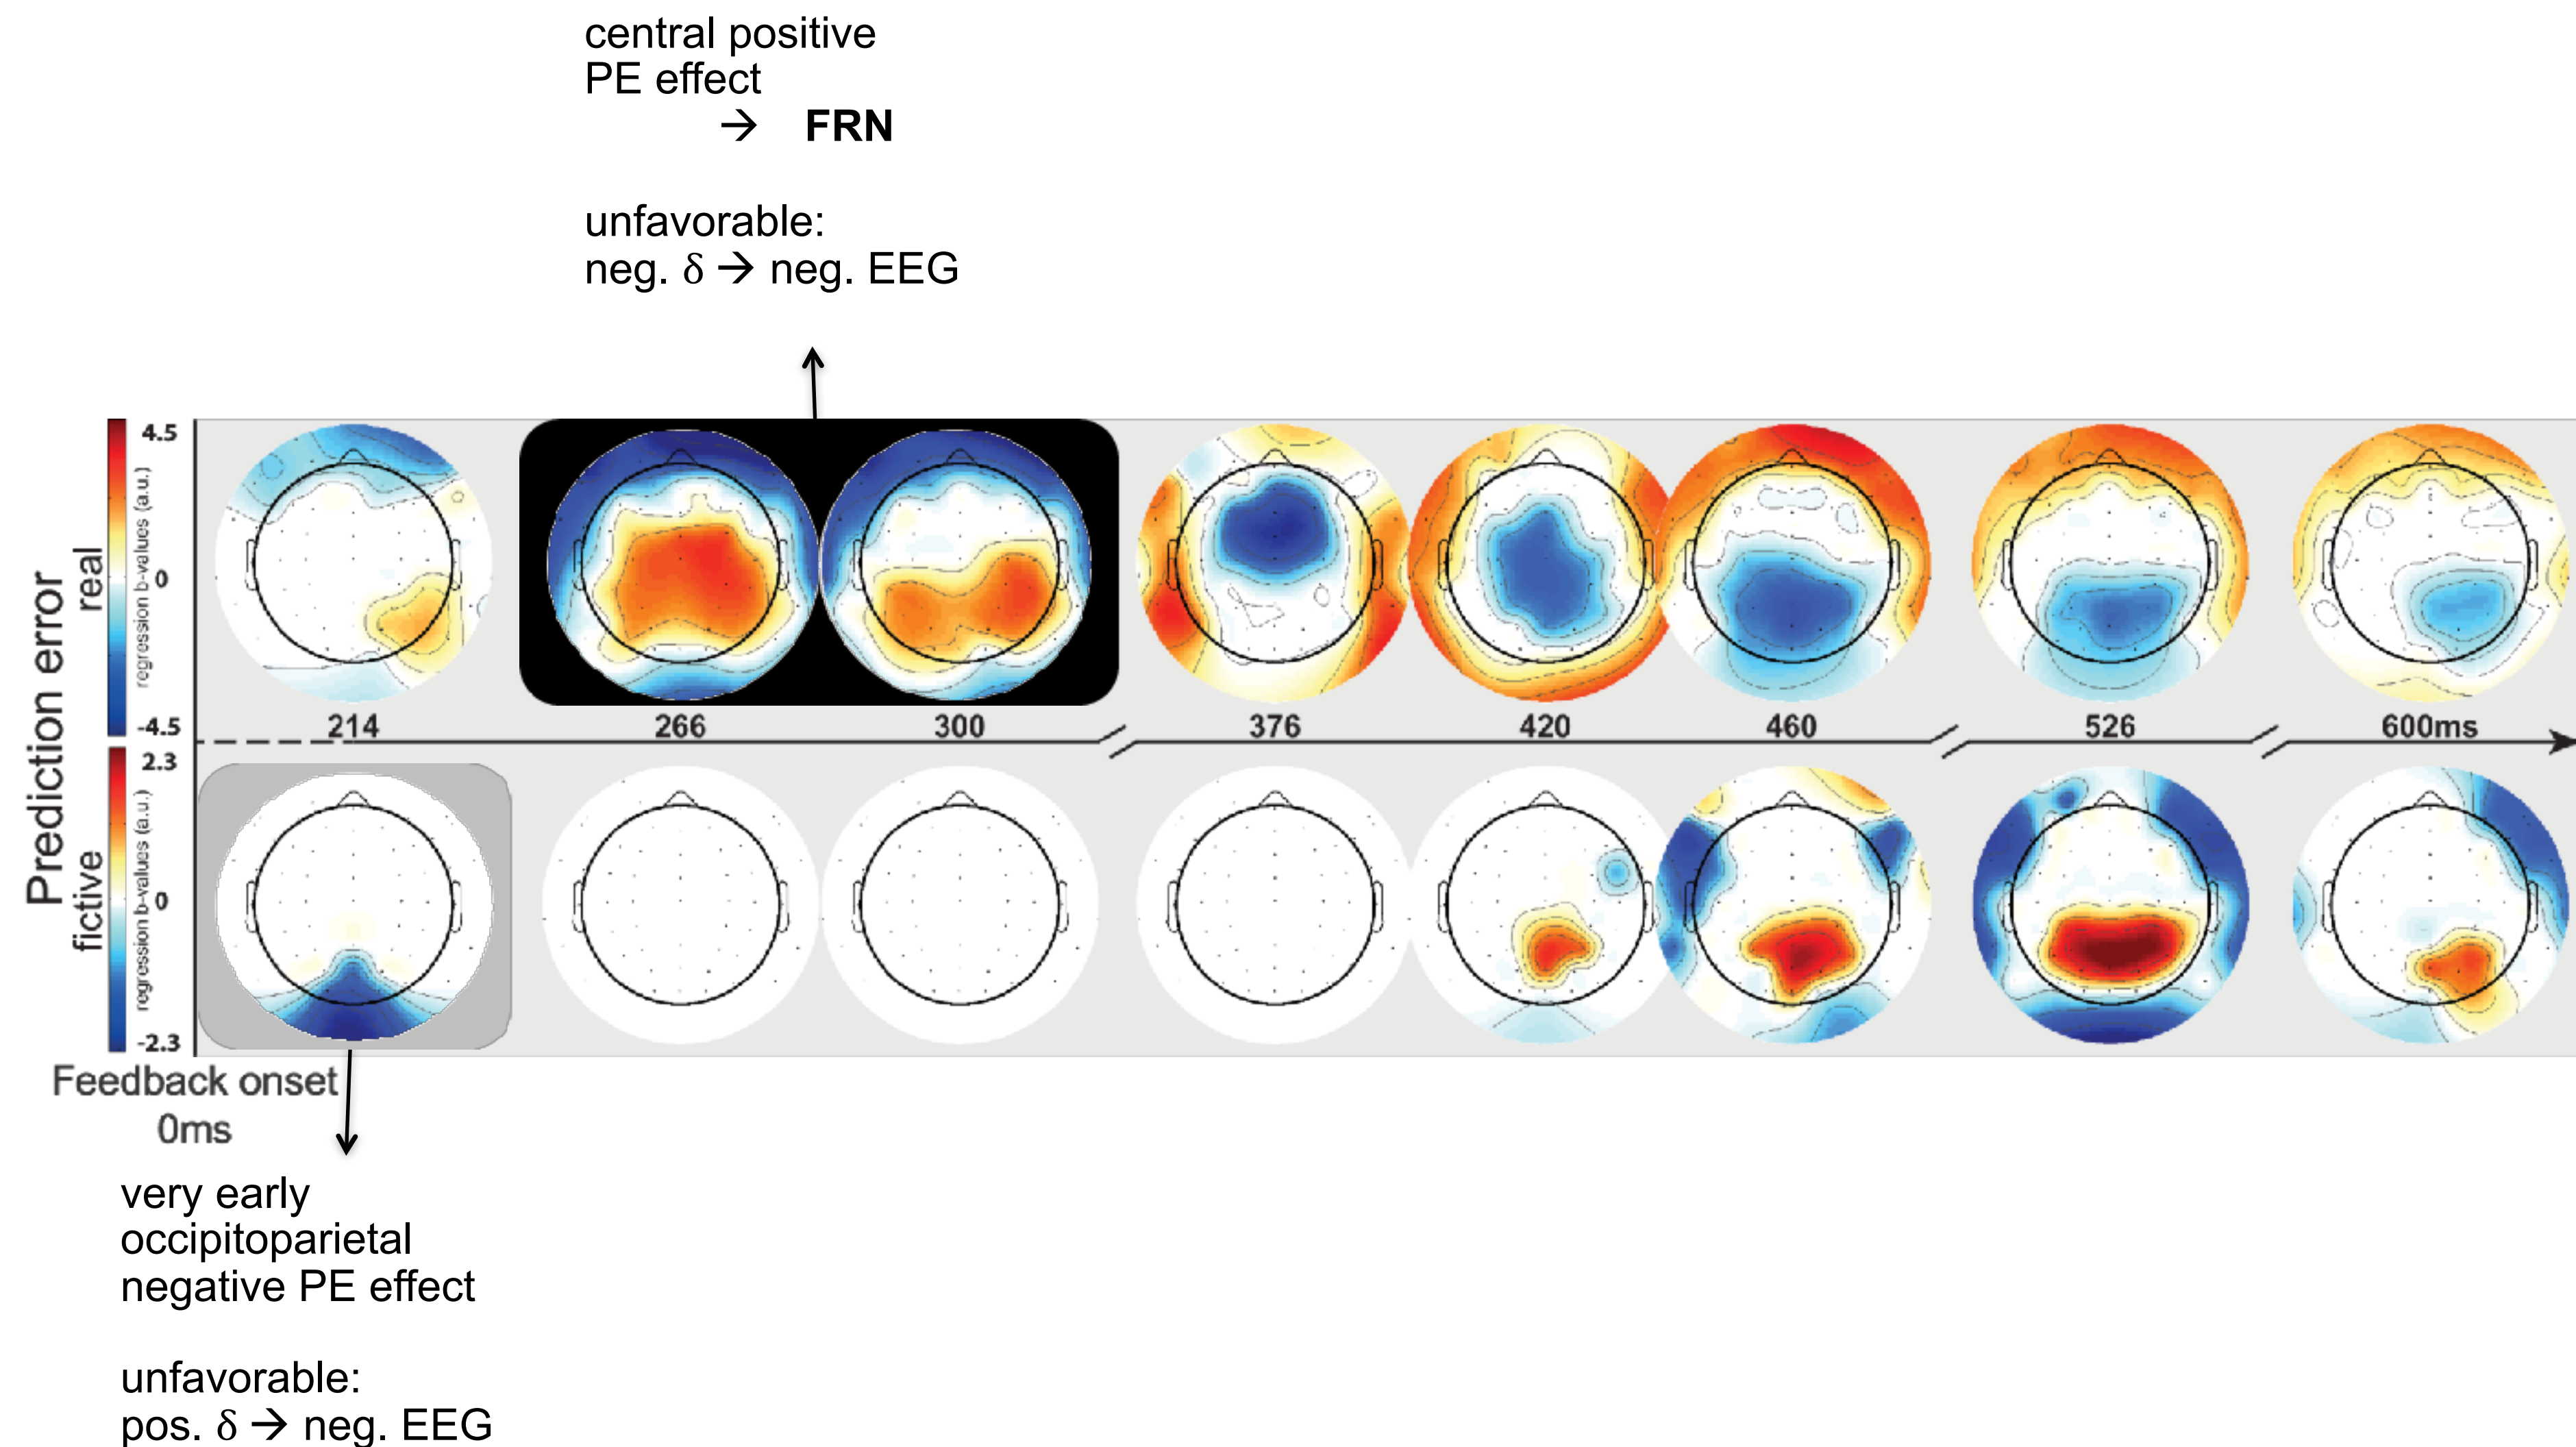 central positive
PE effect
→ FRN
unfavorable:
neg. δ → neg. EEG
Prediction error
real
fictive
4.5
0
-4.5
regression b-values (a.u.)
2.3
0
-2.3
regression b-values (a.u.)
214
266
300
376
420
460
526
600ms
Feedback onset
0ms
very early
occipitoparietal
negative PE effect
unfavorable:
pos. δ → neg. EEG